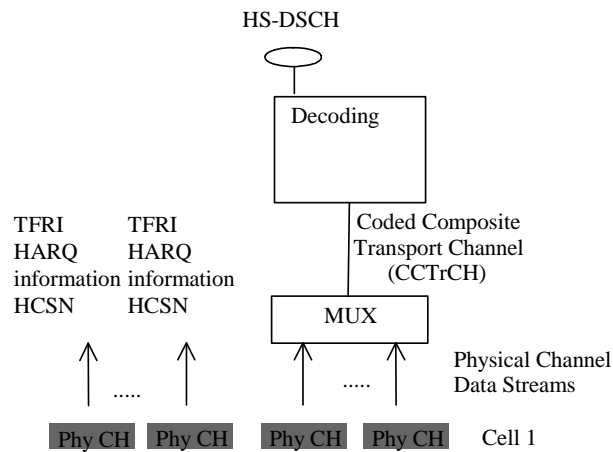 HS-DSCH
Decoding
TFRI
HARQ
information
HCSN
TFRI
HARQ
information
HCSN
Coded Composite
Transport Channel
(CCTrCH)
MUX
Physical Channel
Data Streams
.....
.....
Phy CH
Phy CH
Phy CH
Phy CH
Cell 1